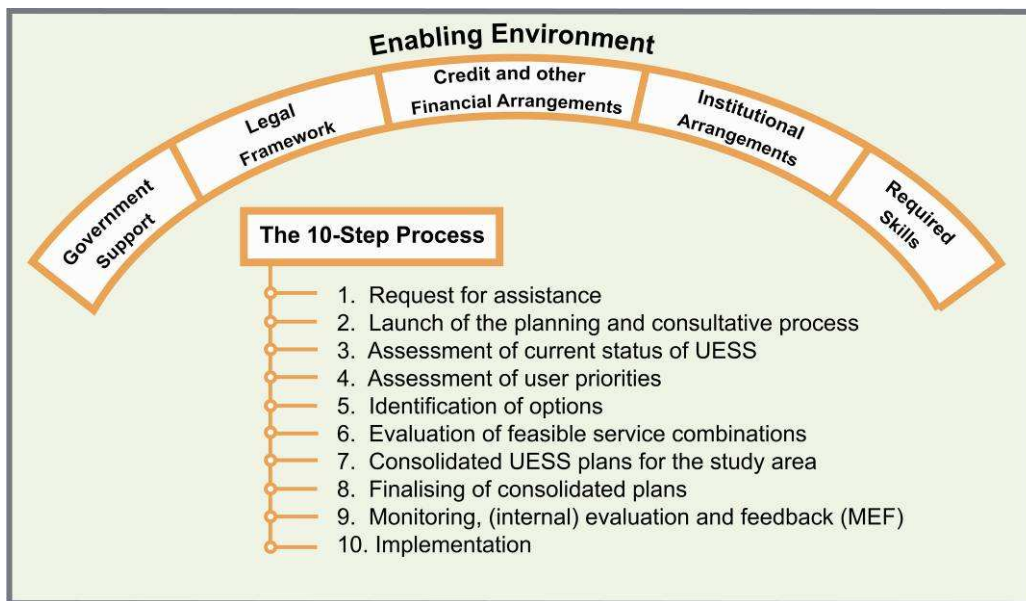 Enabling Environment
Government
Support
Legal
Framework
Credit and other
Financial Arrangements
Institutional
Arrangements
Required
Skills
The 10-Step Process
1. Request for assistance
2. Launch of the planning and consultative process
3. Assessment of current status of UESS
4. Assessment of user priorities
5. Identification of options
6. Evaluation of feasible service combinations
7. Consolidated UESS plans for the study area
8. Finalising of consolidated plans
9. Monitoring, (internal) evaluation and feedback (MEF)
10. Implementation